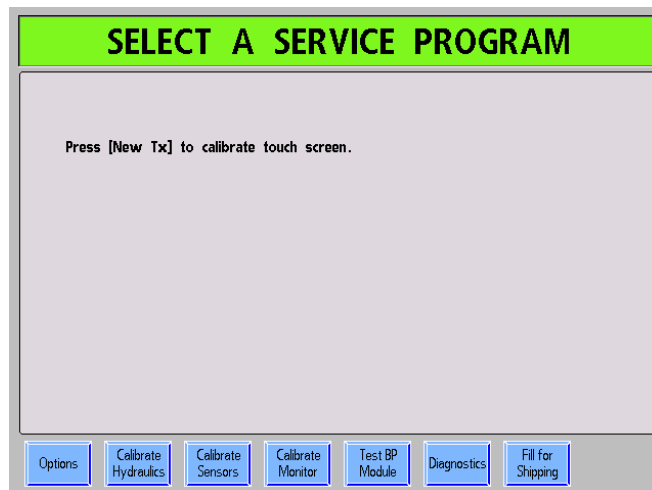 SELECT A SERVICE PROGRAM
Press [New Tx] to calibrate touch screen.
Options
Calibrate
Hydraulics
Calibrate
Sensors
Calibrate
Monitor
Test BP
Module
Diagnostics
Fill for
Shipping